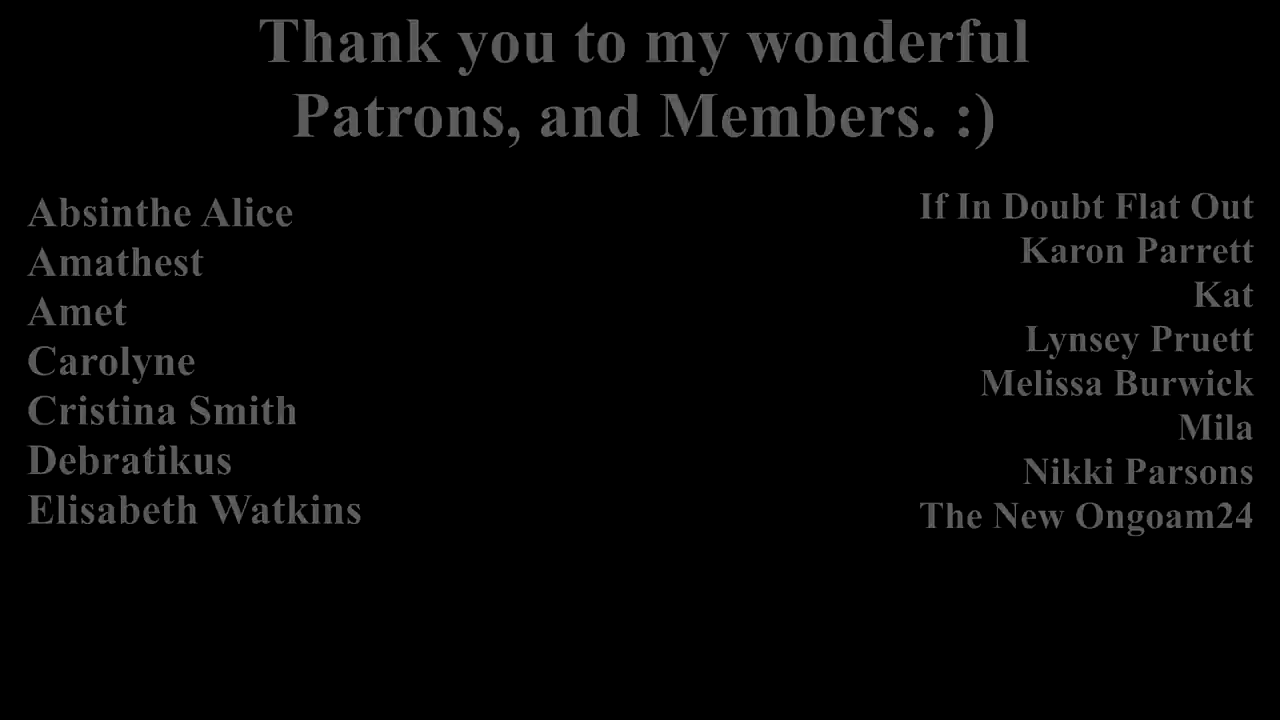 Thank you to my wonderful
Patrons, and Members. :)
Absinthe Alice
Amathest
Amet
Carolyne
Cristina Smith
Debratikus
Elisabeth Watkins
If In Doubt Flat Out
Karon Parrett
Kat
Lynsey Pruett
Melissa Burwick
Mila
Nikki Parsons
The New Ongoam24